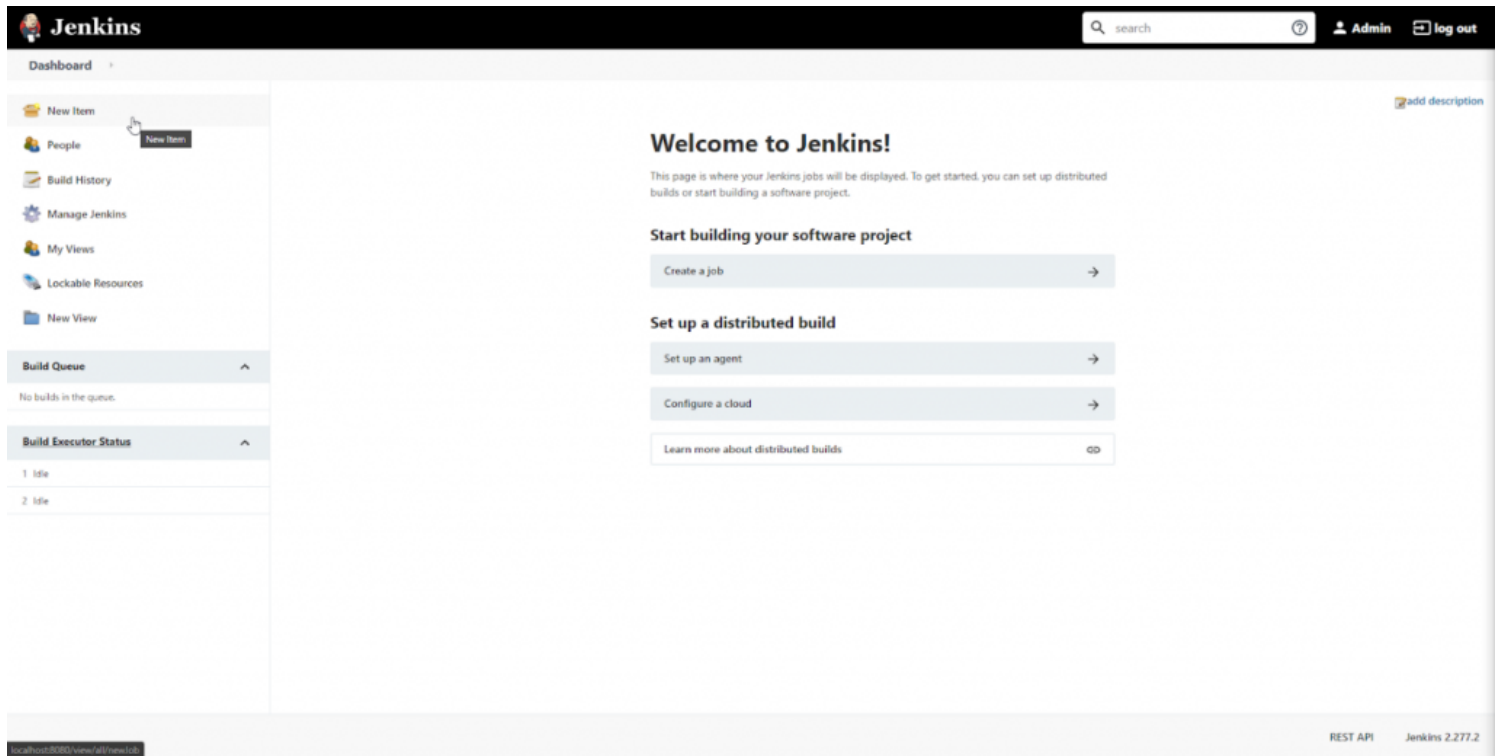 Jenkins
search
Admin
log out
Dashboard
New Item
New Item
People
Build History
Manage Jenkins
My Views
Lockable Resources
New View
Build Queue
No builds in the queue.
Build Executor Status
1 Idle
2 Idle
add description
Welcome to Jenkins!
This page is where your Jenkins jobs will be displayed. To get started, you can set up distributed
builds or start building a software project.
Start building your software project
Create a job
Set up a distributed build
Set up an agent
Configure a cloud
Learn more about distributed builds
REST API
Jenkins 2.277.2
localhost:8080/view/all/newJob